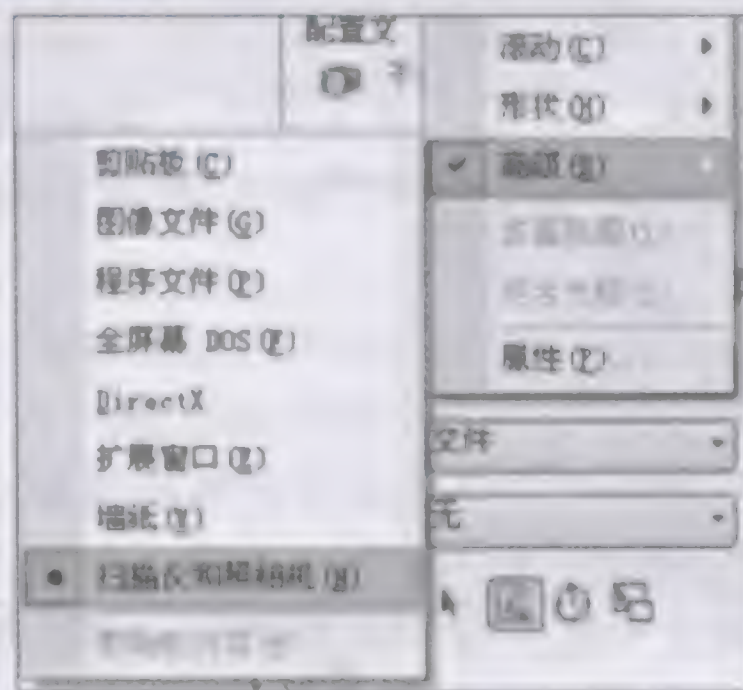 配置文
滚动(C)
形状(H)
剪贴板(C)
图像文件(G)
程序文件(P)
全屏幕 DOS(F)
DirectX
扩展窗口(E)
墙纸(Y)
扫描仪和照相机(N)
高级(R)
属性(P)
文件
无